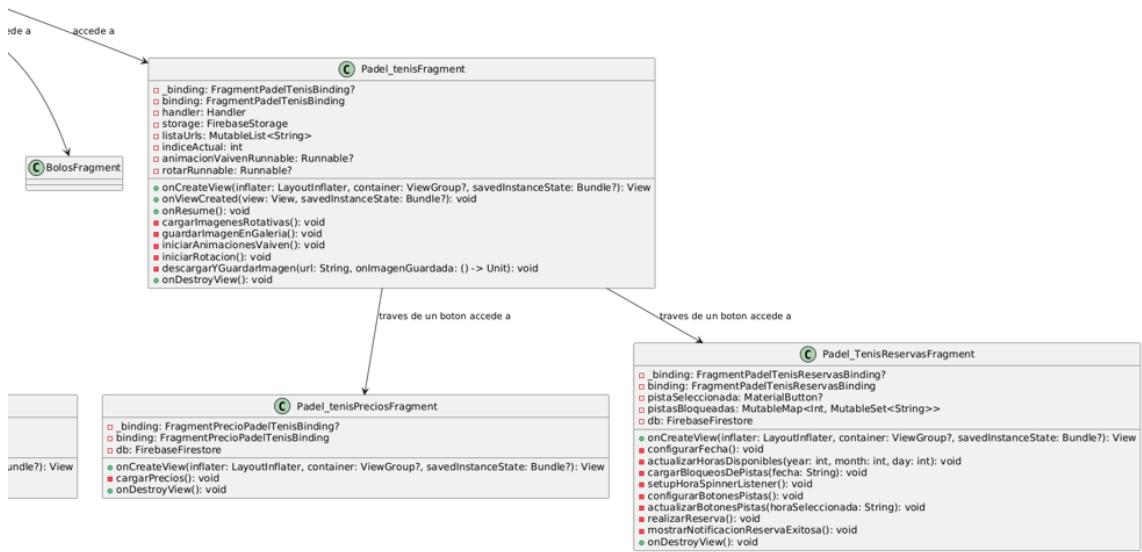 ede a
accede a
C Padel_tenisFragment
_binding: FragmentPadelTenisBinding?
binding: FragmentPadelTenisBinding
handler: Handler
storage: FirebaseStorage
listaUrls: MutableList<String>
indiceActual: int
animacionVaivenRunnable: Runnable?
rotarRunnable: Runnable?
onCreateView(inflater: LayoutInflater, container: ViewGroup?, savedInstanceState: Bundle?): View
onViewCreated(view: View, savedInstanceState: Bundle?): void
onResume(): void
cargarImagenesRotativas(): void
guardarImagenEnGaleria(): void
iniciarAnimacionesVaiven(): void
iniciarRotacion(): void
descargarYGuardarImagen(url: String, onImagenGuardada: () -> Unit): void
onDestroyView(): void
C BolosFragment
traves de un boton accede a
traves de un boton accede a
undle?): View
C Padel_tenisPreciosFragment
_binding: FragmentPrecioPadelTenisBinding?
binding: FragmentPrecioPadelTenisBinding
db: FirebaseFirestore
onCreateView(inflater: LayoutInflater, container: ViewGroup?, savedInstanceState: Bundle?): View
cargarPrecios(): void
onDestroyView(): void
C Padel_TenisReservasFragment
_binding: FragmentPadelTenisReservasBinding?
binding: FragmentPadelTenisReservasBinding
pistaSeleccionada: MaterialButton?
pistasBloqueadas: MutableMap<Int, MutableSet<String>>
db: FirebaseFirestore
onCreateView(inflater: LayoutInflater, container: ViewGroup?, savedInstanceState: Bundle?): View
configurarFecha(): void
actualizarHorasDisponibles(year: int, month: int, day: int): void
cargarBloqueosDePistas(fecha: String): void
setupHoraSpinnerListener(): void
configurarBotonesPistas(): void
actualizarBotonesPistas(horaSeleccionada: String): void
realizarReserva(): void
mostrarNotificacionReservaExitosa(): void
onDestroyView(): void